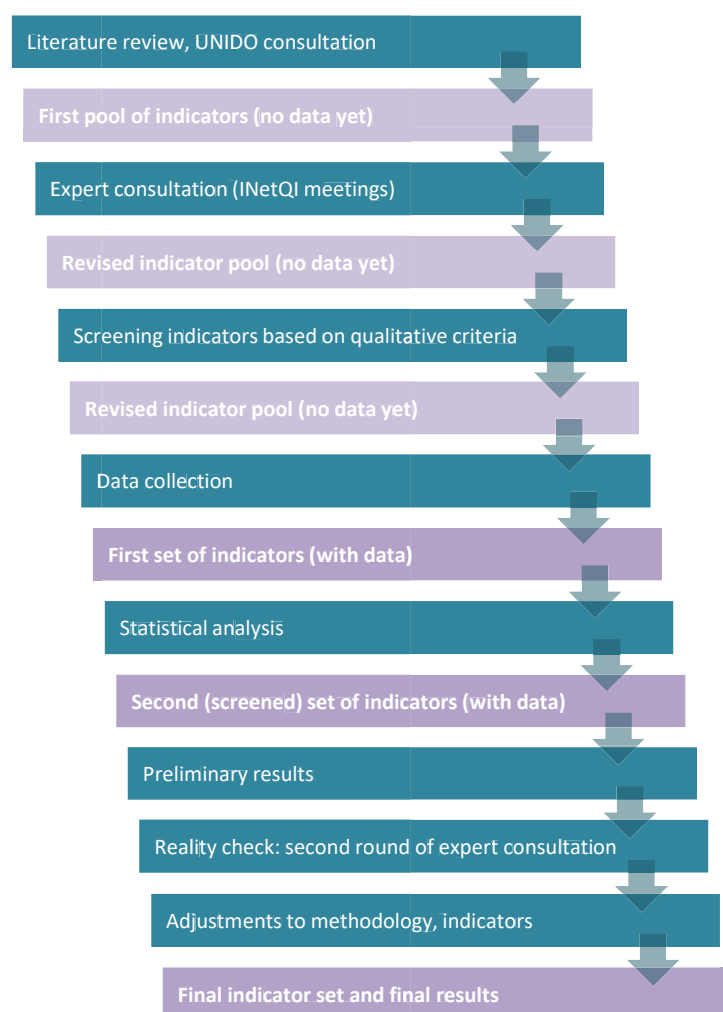 Literature review, UNIDO consultation
First pool of indicators (no data yet)
Expert consultation (INetQI meetings)
Revised indicator pool (no data yet)
Screening indicators based on qualitative criteria
Revised indicator pool (no data yet)
Data collection
First set of indicators (with data)
Statistical analysis
Second (screened) set of indicators (with data)
Preliminary results
Reality check: second round of expert consultation
Adjustments to methodology, indicators
Final indicator set and final results